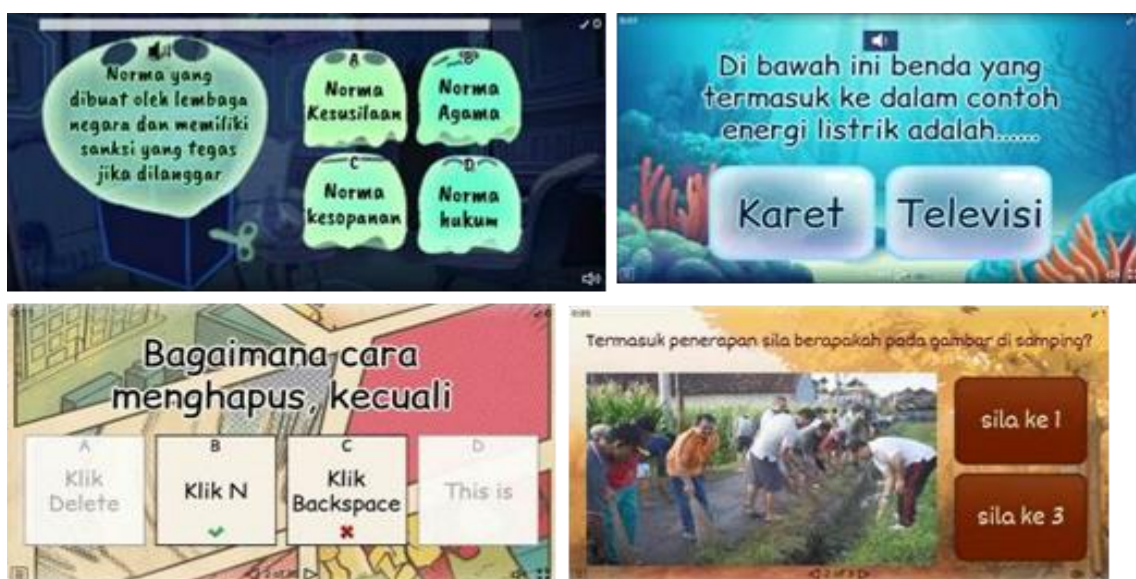 Norma yang
dibuat oleh lembaga
negara dan memiliki
sanksi yang tegas
jika dilanggar
A
Norma
Kesusilaan
B
Norma
Agama
C
Norma
kesopanan
D
Norma
hukum
Di bawah ini benda yang
termasuk ke dalam contoh
energi listrik adalah......
Karet
Televisi
Bagaimana cara
menghapus, kecuali
A
Klik
Delete
B
Klik N
C
Klik
Backspace
D
This is
Termasuk penerapan sila berapakah pada gambar di samping?
sila ke 1
sila ke 3